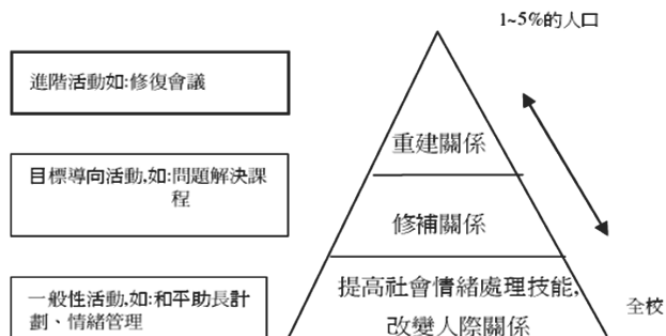 1~5%的人口
進階活動如:修復會議
重建關係
目標導向活動,如:問題解決課
程
修補關係
一般性活動,如:和平助長計
劃、情緒管理
提高社會情緒處理技能,
改變人際關係
全校